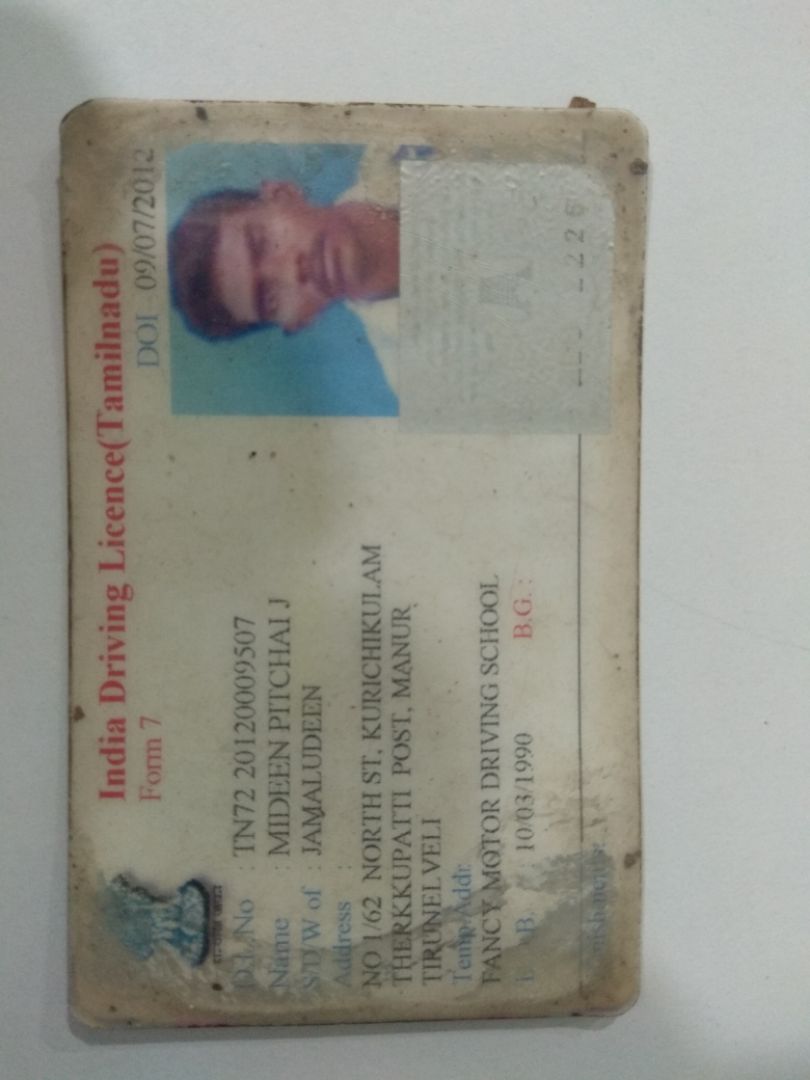 India Driving Licence(Tamilnadu)
Form 7
DOI - 09/07/2012
D.L.No : TN72 20120009507
Name : MIDEEN PITCHAI J
S/D/W of : JAMALUDEEN
Address :
NO 1/62 NORTH ST, KURICHIKULAM
THERKKUPATTI POST, MANUR,
TIRUNELVELI
Temp.Addr:
FANCY MOTOR DRIVING SCHOOL
B. : 10/03/1990 B.G. :